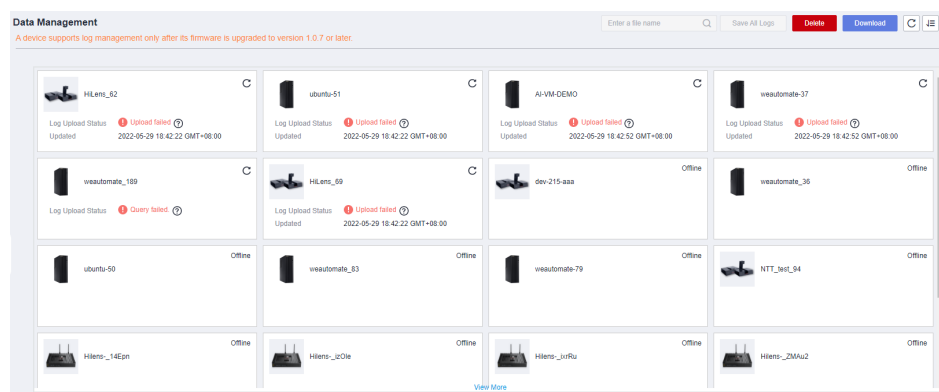 Data Management
Enter a file name
Save All Logs
Delete
Download
A device supports log management only after its firmware is upgraded to version 1.0.7 or later.
HiLens_62
Log Upload Status Upload failed
Updated 2022-05-29 18:42:22 GMT+08:00
ubuntu-51
Log Upload Status Upload failed
Updated 2022-05-29 18:42:22 GMT+08:00
AI-VM-DEMO
Log Upload Status Upload failed
Updated 2022-05-29 18:42:52 GMT+08:00
weautomate-37
Log Upload Status Upload failed
Updated 2022-05-29 18:42:52 GMT+08:00
weautomate_189
Log Upload Status Query failed.
HiLens_69
Log Upload Status Upload failed
Updated 2022-05-29 18:42:22 GMT+08:00
dev-215-aaa
Offline
weautomate_36
Offline
ubuntu-50
Offline
weautomate_83
Offline
weautomate-79
Offline
NTT_test_94
Offline
Hilens-_14Epn
Offline
Hilens-_izOle
Offline
Hilens-_ixrRu
Offline
Hilens-_ZMAu2
Offline
View More